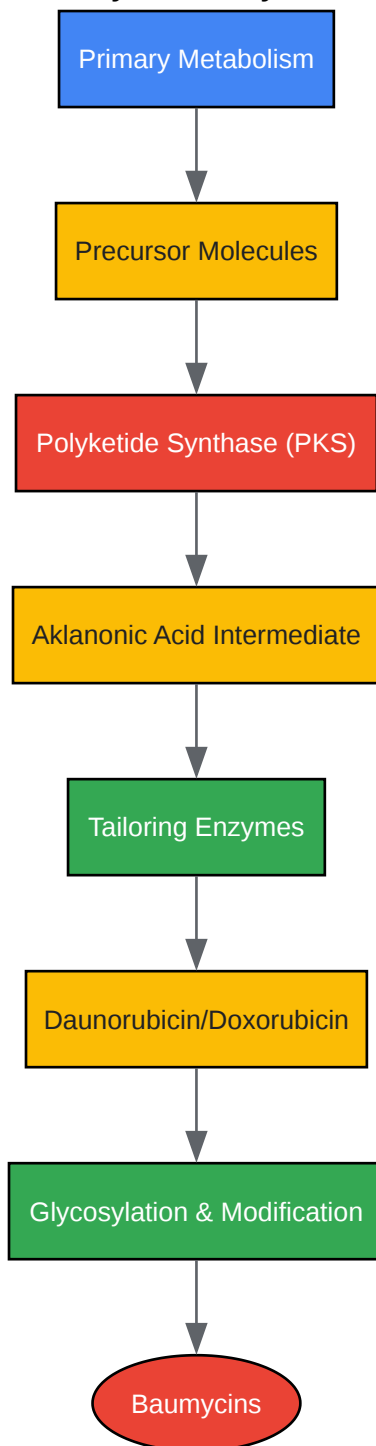 Primary Metabolism
Precursor Molecules
Polyketide Synthase (PKS)
Aklanonic Acid Intermediate
Tailoring Enzymes
Daunorubicin/Doxorubicin
Glycosylation & Modification
Baumycins